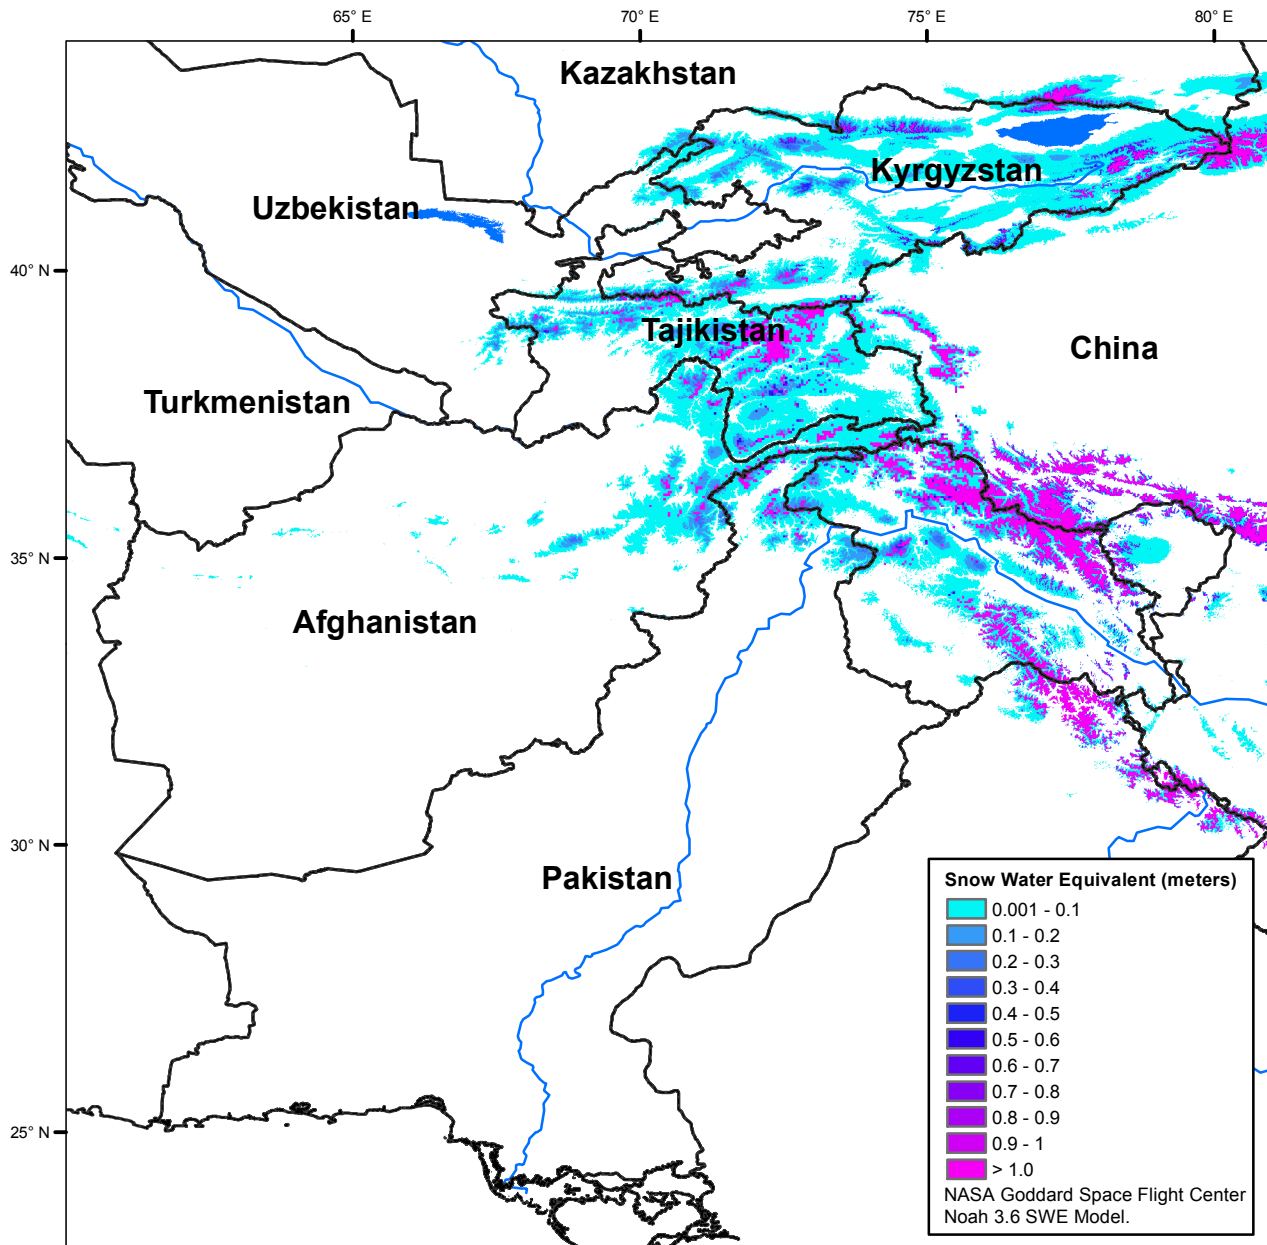 65° E
70° E
75° E
80° E
Kazakhstan
Kyrgyzstan
Uzbekistan
40° N
Tajikistan
China
Turkmenistan
35° N
Afghanistan
30° N
Pakistan
25° N
Snow Water Equivalent (meters)
0.001 - 0.1
0.1 - 0.2
0.2 - 0.3
0.3 - 0.4
0.4 - 0.5
0.5 - 0.6
0.6 - 0.7
0.7 - 0.8
0.8 - 0.9
0.9 - 1
> 1.0
NASA Goddard Space Flight Center
Noah 3.6 SWE Model.